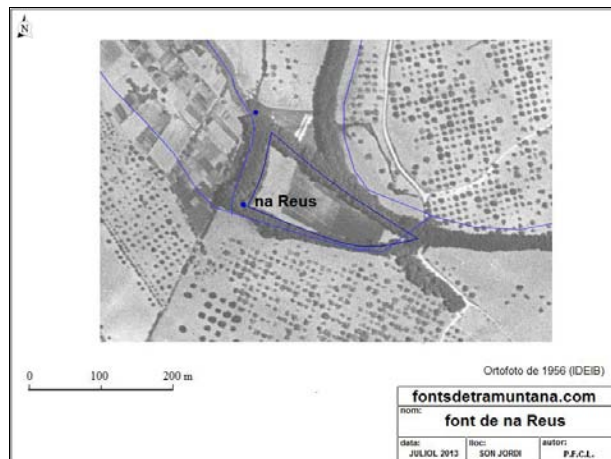 N
na Reus
0 100 200 m
Ortofoto de 1956 (IDEIB)
fontsdetramuntana.com
nom:
font de na Reus
data: lloc: autor:
JULIOL 2013 SON JORDI P.F.C.L.